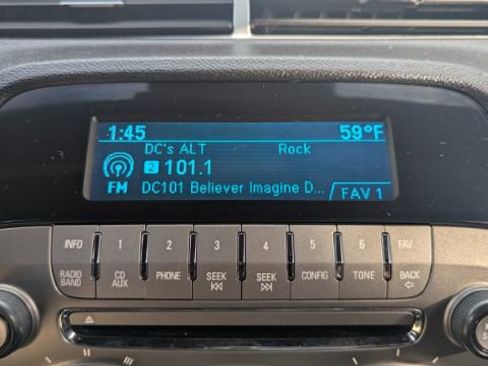 1:45 59°F
DC's ALT Rock
2 101.1
FM DC101 Believer Imagine D... FAV 1
INFO 1 2 3 4 5 6 FAV
RADIO BAND CD AUX PHONE SEEK SEEK CONFIG TONE BACK